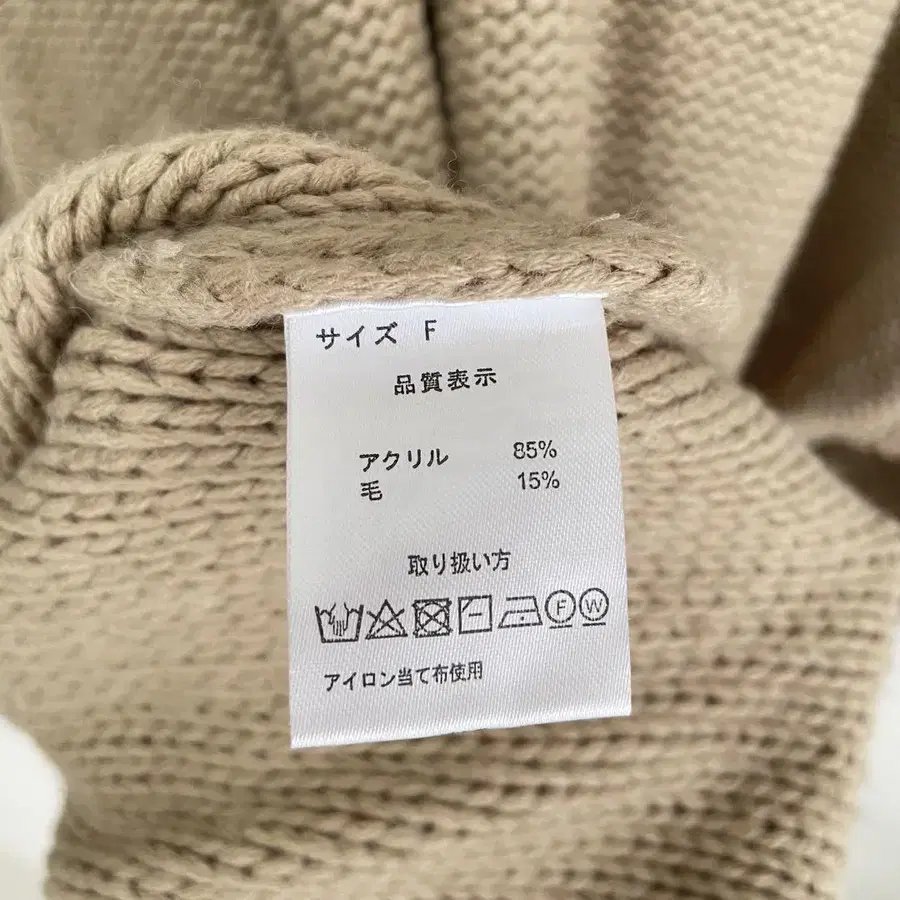 サイズ F
品質表示
アクリル 85%
毛 15%
取り扱い方
F W
アイロン当て布使用